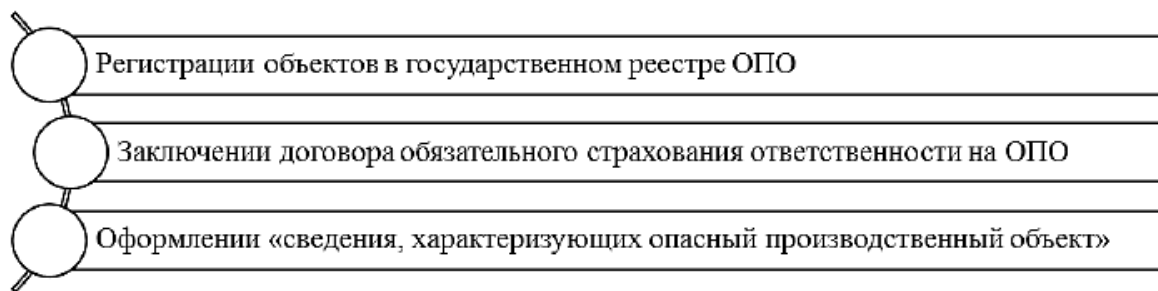 Регистрации объектов в государственном реестре ОПО
Заключении договора обязательного страхования ответственности на ОПО
Оформлении «сведения, характеризующих опасный производственный объект»